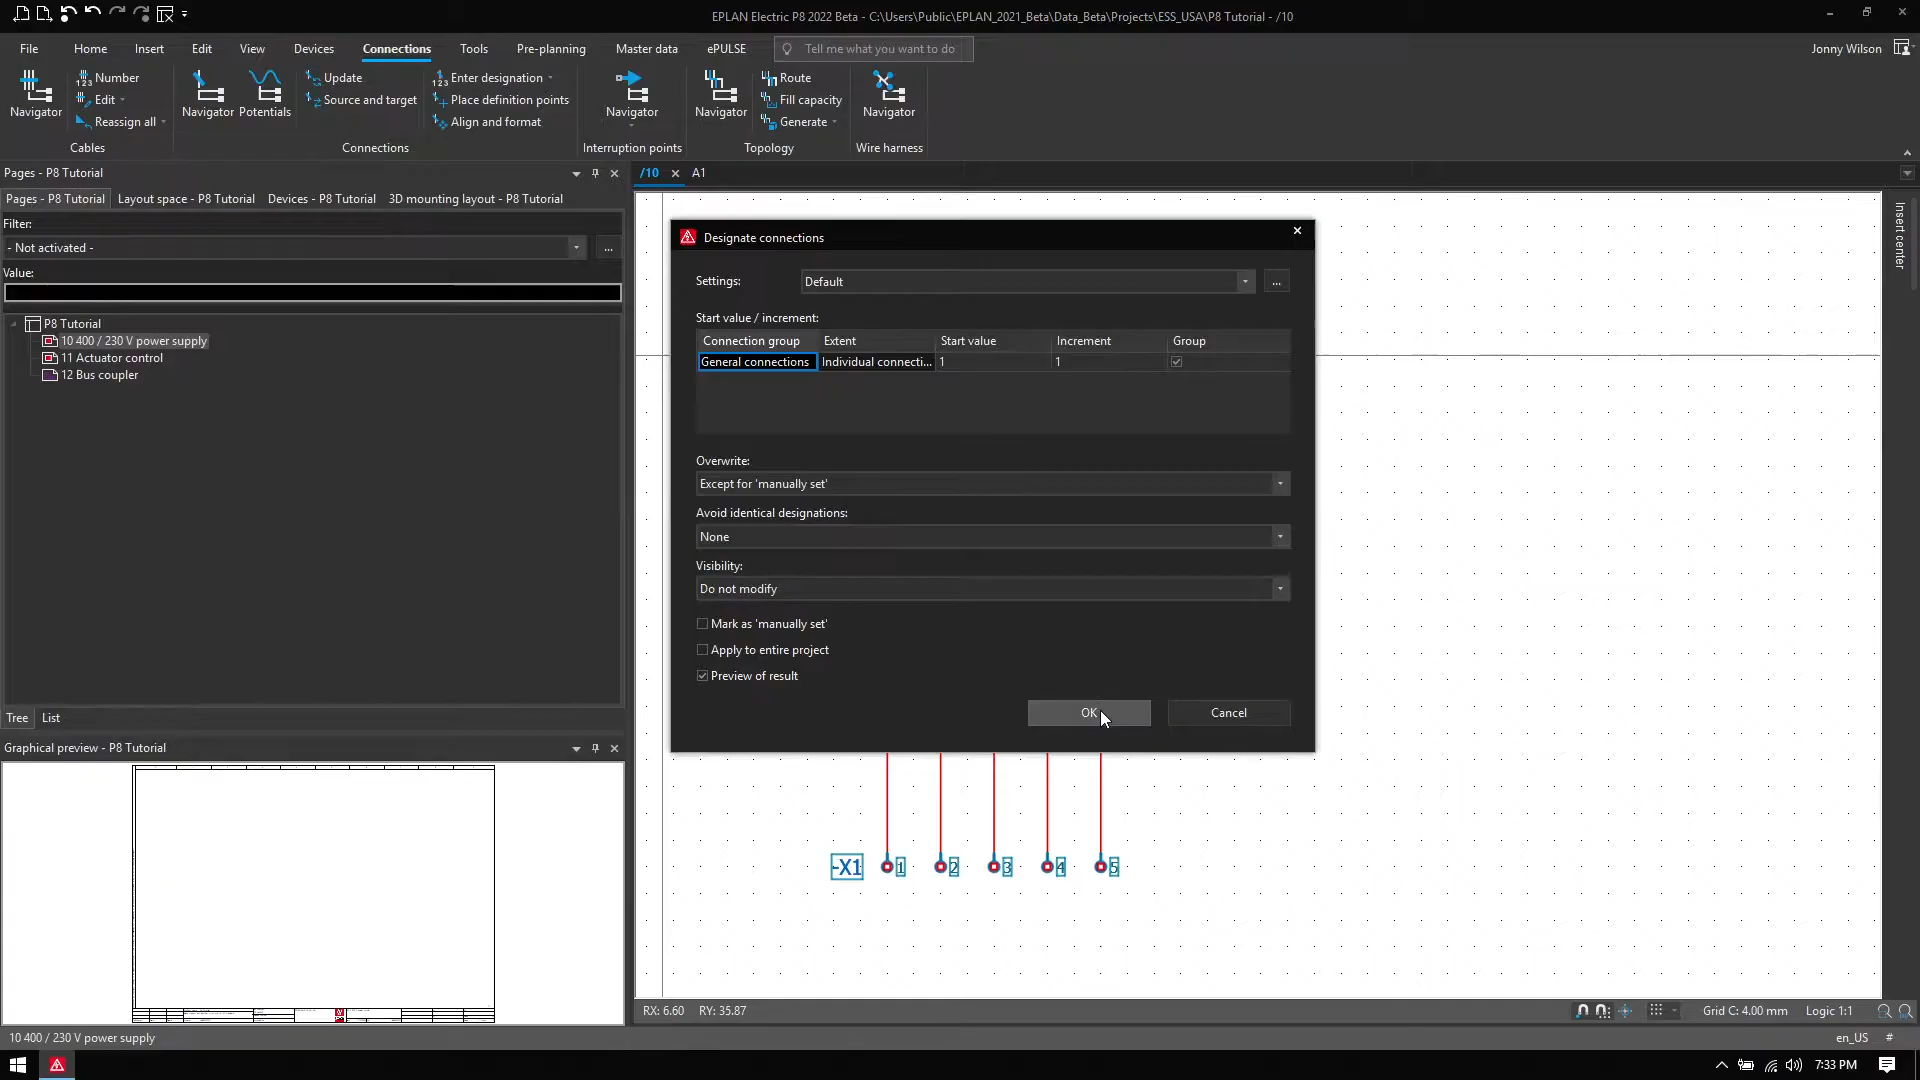 EPLAN Electric P8 2022 Beta - C:\Users\Public\EPLAN_2021_Beta\Data_Beta\Projects\ESS_USA\P8 Tutorial - /10
File Home Insert Edit View Devices Connections Tools Pre-planning Master data ePULSE Tell me what you want to do Jonny Wilson
Navigator
Number
Edit
Reassign all
Cables
Navigator
Potentials
Update
Source and target
Enter designation
Place definition points
Align and format
Connections
Navigator
Interruption points
Navigator
Route
Fill capacity
Generate
Topology
Navigator
Wire harness
Pages - P8 Tutorial
Pages - P8 Tutorial Layout space - P8 Tutorial Devices - P8 Tutorial 3D mounting layout - P8 Tutorial
Filter:
- Not activated - ...
Value:
P8 Tutorial
10 400 / 230 V power supply
11 Actuator control
12 Bus coupler
Tree List
Graphical preview - P8 Tutorial
/10 A1
Insert center
Designate connections
Settings: Default ...
Start value / increment:
Connection group Extent Start value Increment Group
General connections Individual connecti... 1 1
Overwrite:
Except for 'manually set'
Avoid identical designations:
None
Visibility:
Do not modify
Mark as 'manually set'
Apply to entire project
Preview of result
OK Cancel
-X1 1 2 3 4 5
RX: 6.60 RY: 35.87 Grid C: 4.00 mm Logic 1:1
10 400 / 230 V power supply en_US #
7:33 PM